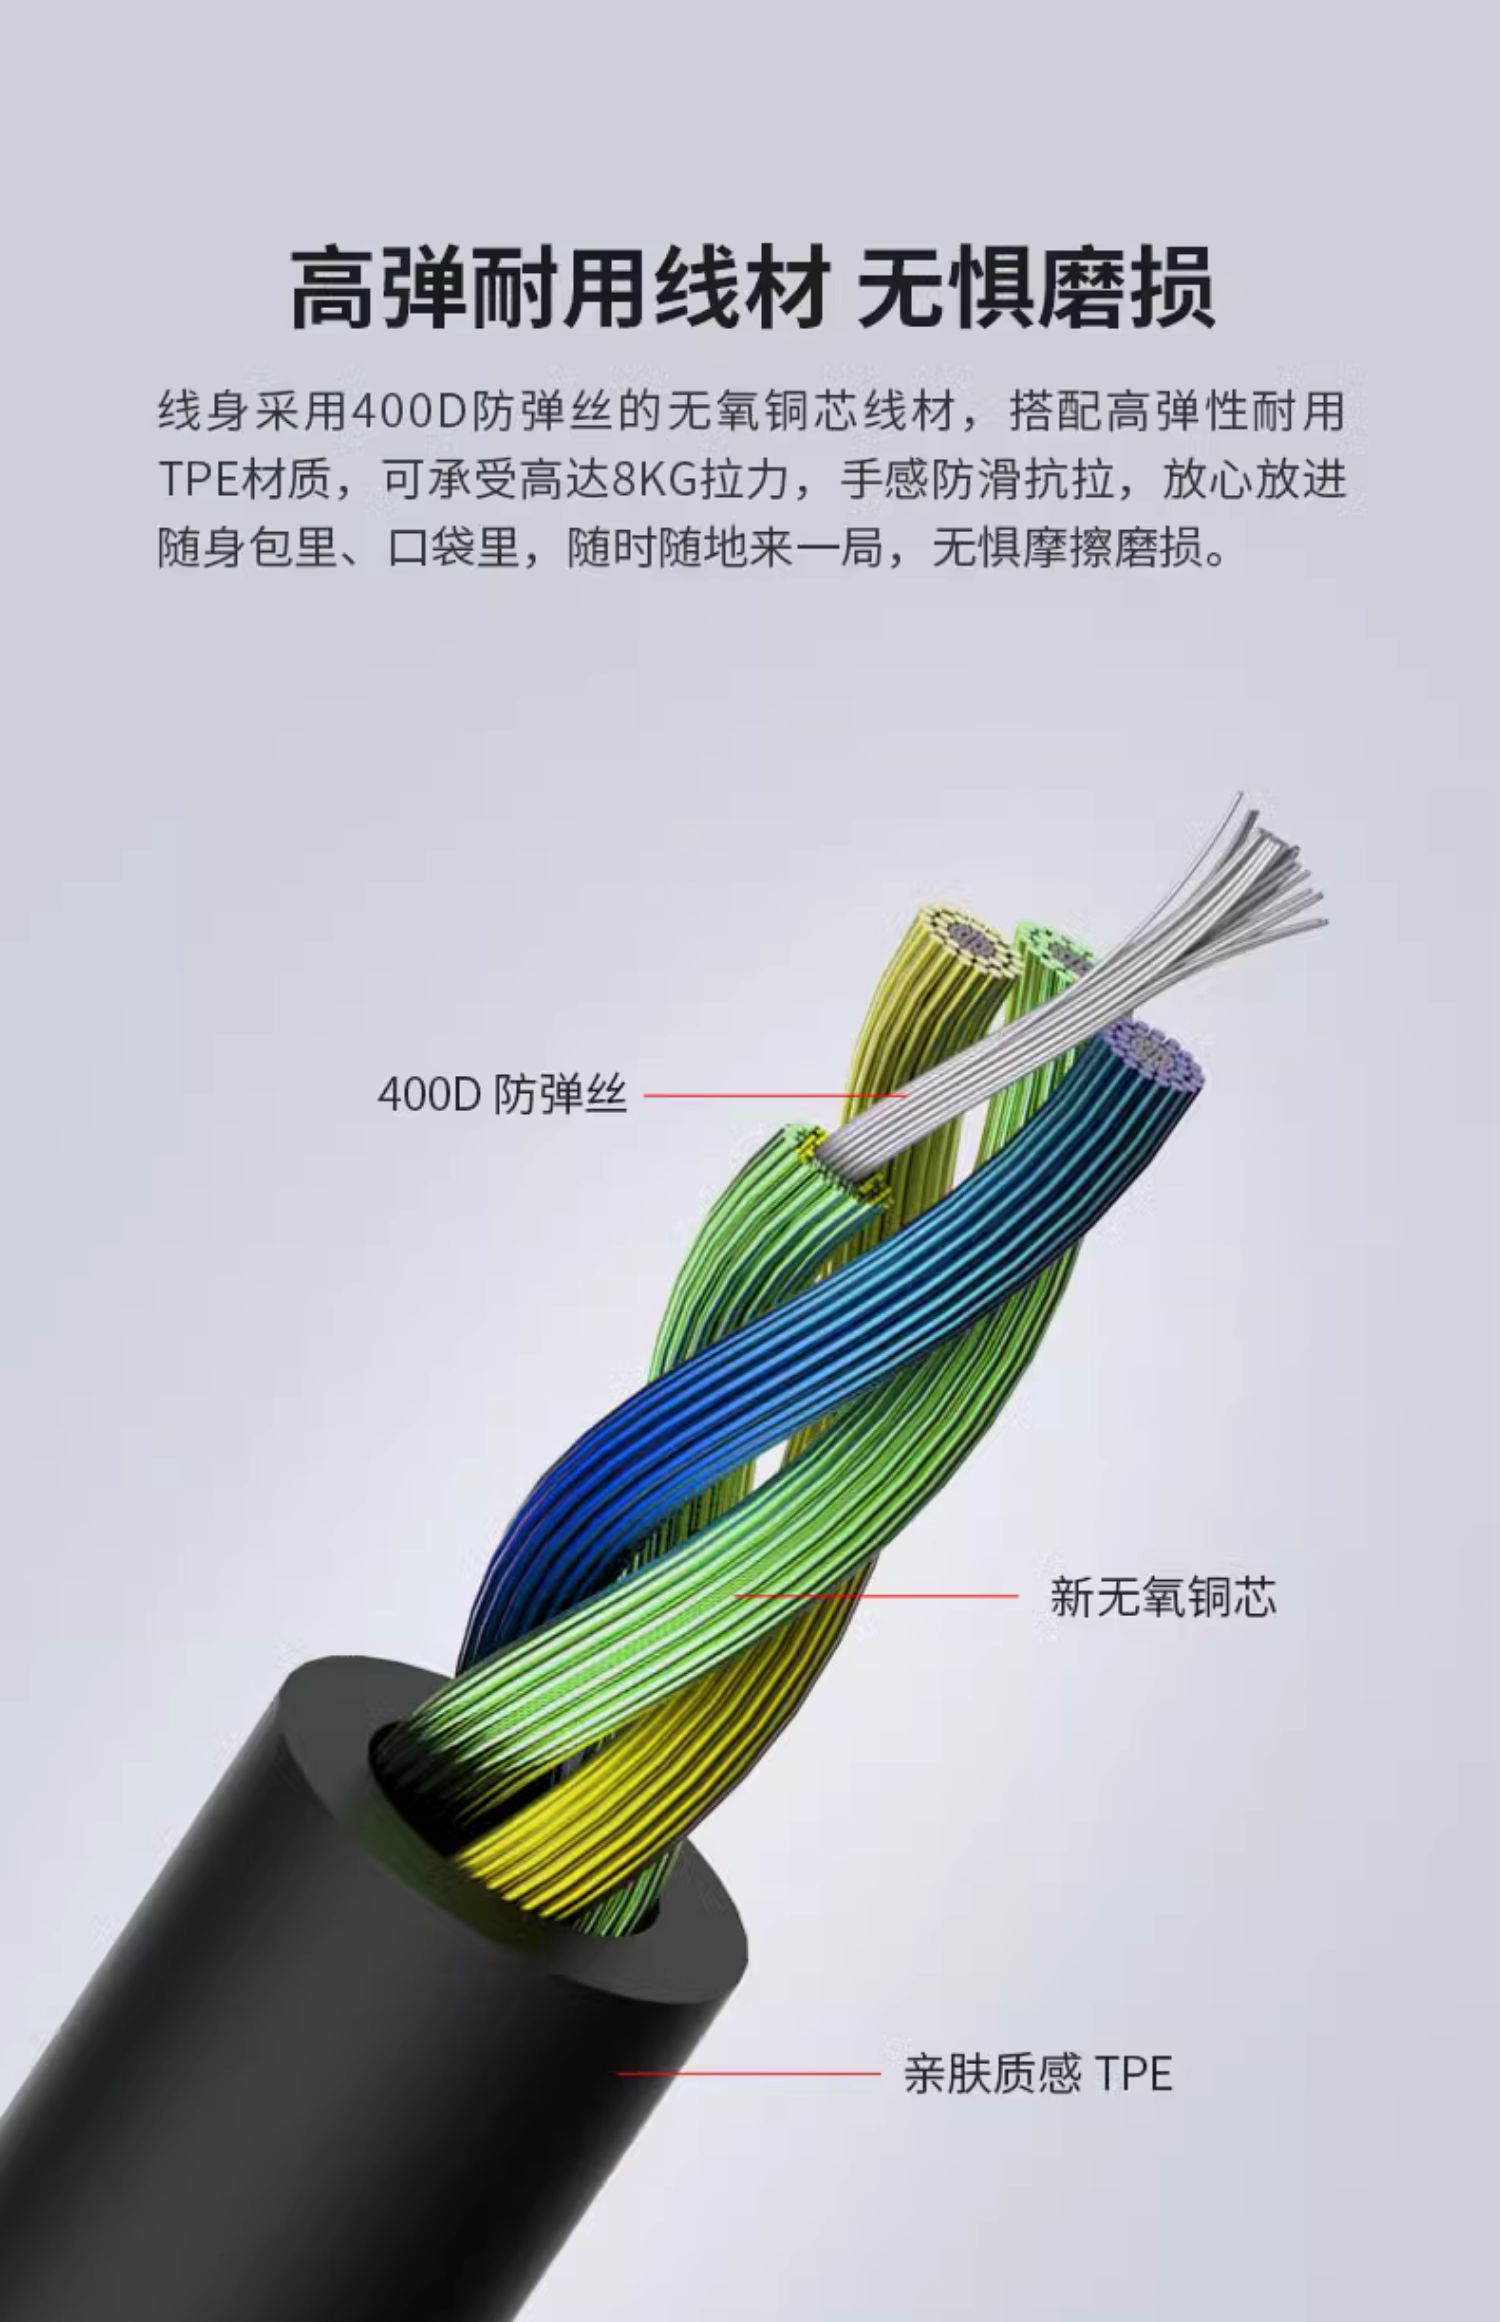 高弹耐用线材 无惧磨损
线身采用400D防弹丝的无氧铜芯线材，搭配高弹性耐用
TPE材质，可承受高达8KG拉力，手感防滑抗拉，放心放进
随身包里、口袋里，随时随地来一局，无惧摩擦磨损。
400D 防弹丝
新无氧铜芯
亲肤质感 TPE